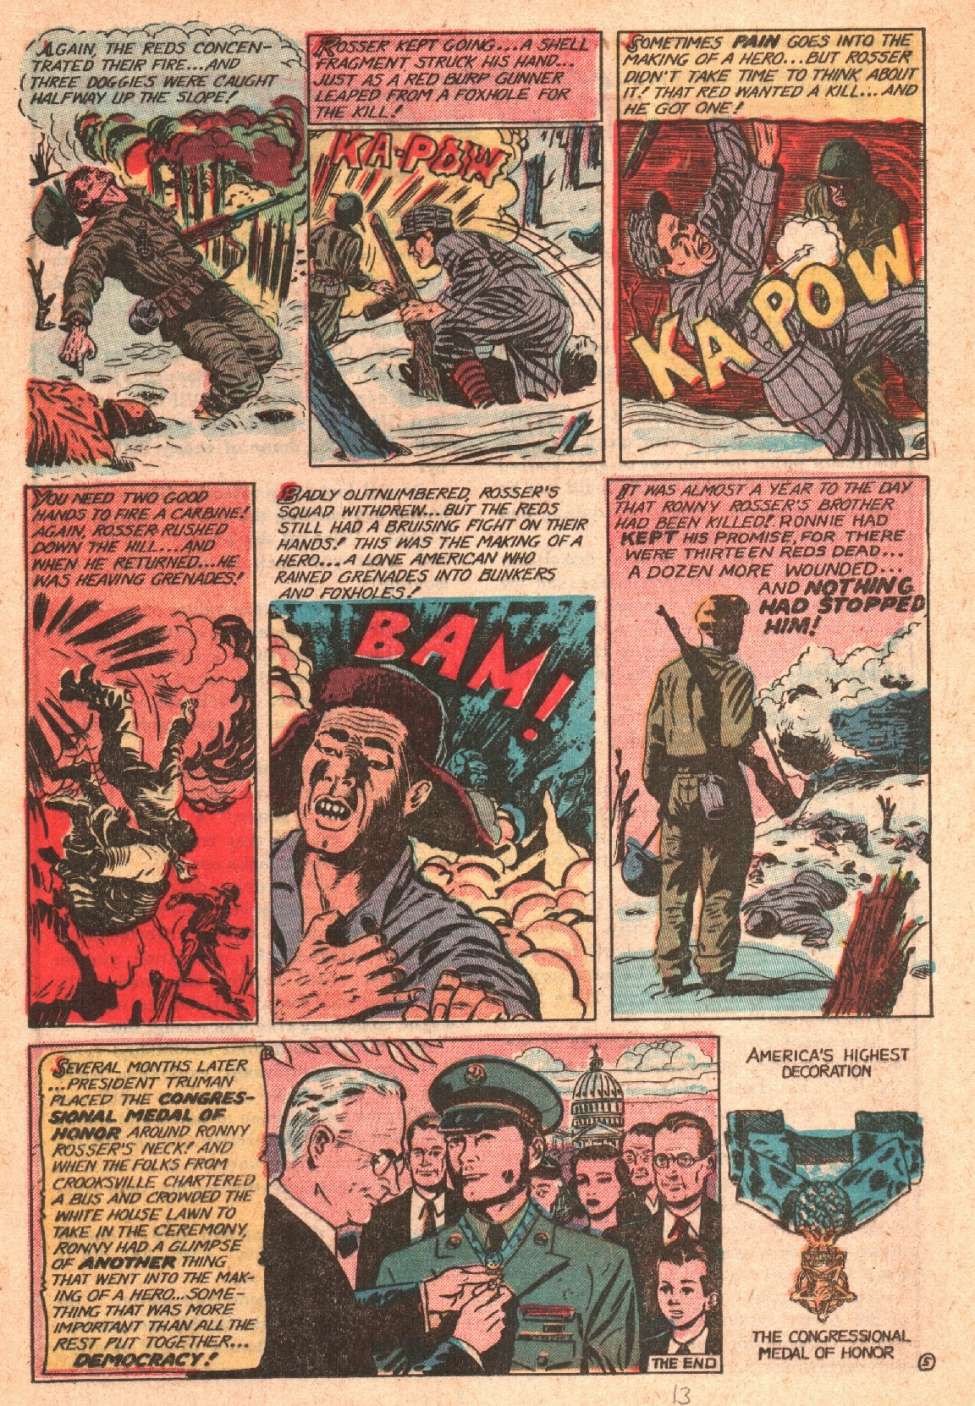 AGAIN, THE REDS CONCEN-
TRATED THEIR FIRE...AND
THREE DOGGIES WERE CAUGHT
HALFWAY UP THE SLOPE!
ROSSER KEPT GOING...A SHELL
FRAGMENT STRUCK HIS HAND...
JUST AS A RED BURP GUNNER
LEAPED FROM A FOXHOLE FOR
THE KILL!
KA-POW
SOMETIMES PAIN GOES INTO THE
MAKING OF A HERO...BUT ROSSER
DIDN'T TAKE TIME TO THINK ABOUT
IT! THAT RED WANTED A KILL...AND
HE GOT ONE!
KA POW
YOU NEED TWO GOOD
HANDS TO FIRE A CARBINE!
AGAIN, ROSSER RUSHED
DOWN THE HILL....AND
WHEN HE RETURNED...HE
WAS HEAVING GRENADES!
BADLY OUTNUMBERED, ROSSER'S
SQUAD WITHDREW...BUT THE REDS
STILL HAD A BRUISING FIGHT ON THEIR
HANDS! THIS WAS THE MAKING OF A
HERO...A LONE AMERICAN WHO
RAINED GRENADES INTO BUNKERS
AND FOXHOLES!
BAM!
IT WAS ALMOST A YEAR TO THE DAY
THAT RONNY ROSSER'S BROTHER
HAD BEEN KILLED! RONNIE HAD
KEPT HIS PROMISE, FOR THERE
WERE THIRTEEN REDS DEAD...
A DOZEN MORE WOUNDED...
AND NOTHING
HAD STOPPED
HIM!
SEVERAL MONTHS LATER
...PRESIDENT TRUMAN
PLACED THE CONGRES-
SIONAL MEDAL OF
HONOR AROUND RONNY
ROSSER'S NECK! AND
WHEN THE FOLKS FROM
CROOKSVILLE CHARTERED
A BUS AND CROWDED THE
WHITE HOUSE LAWN TO
TAKE IN THE CEREMONY,
RONNY HAD A GLIMPSE
OF ANOTHER THING
THAT WENT INTO THE MAK-
ING OF A HERO...SOME-
THING THAT WAS MORE
IMPORTANT THAN ALL THE
REST PUT TOGETHER...
DEMOCRACY!
THE END
AMERICA'S HIGHEST
DECORATION
THE CONGRESSIONAL
MEDAL OF HONOR
5
13